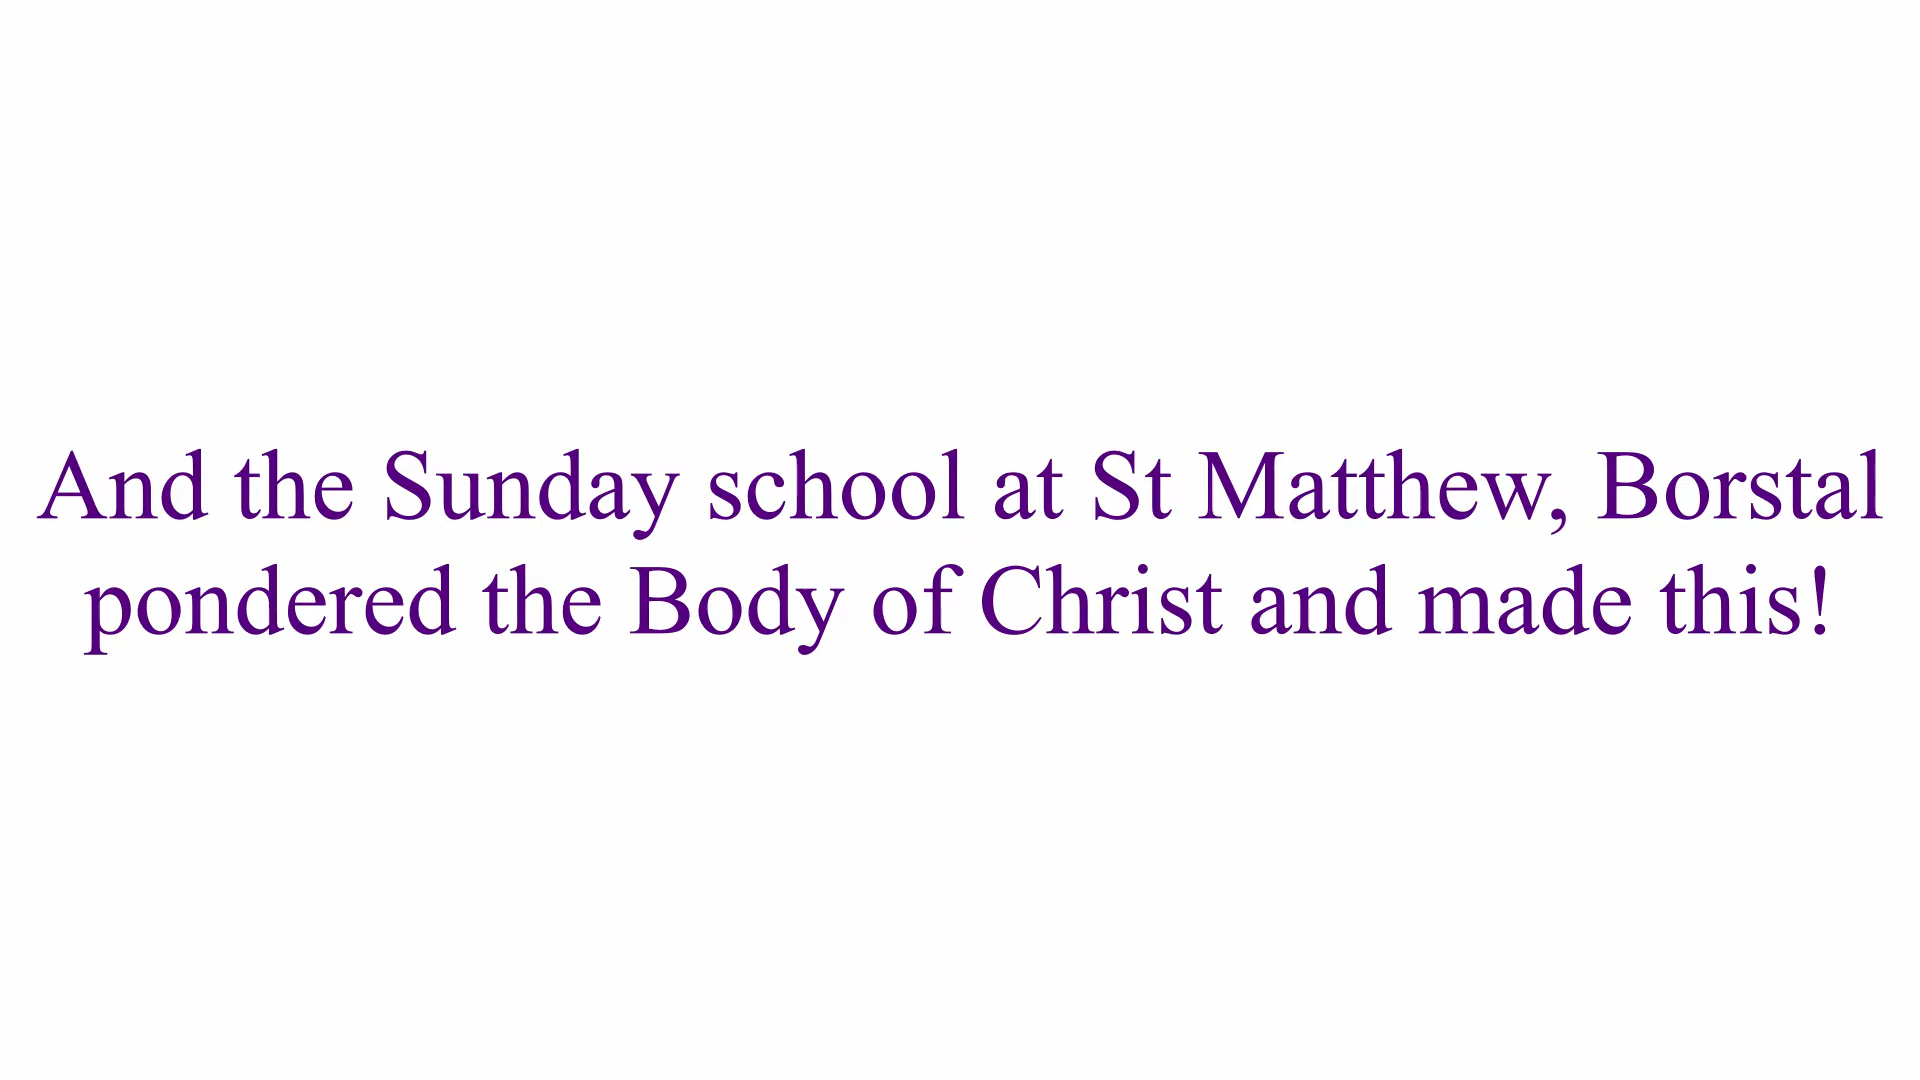 And the Sunday school at St Matthew, Borstal
pondered the Body of Christ and made this!